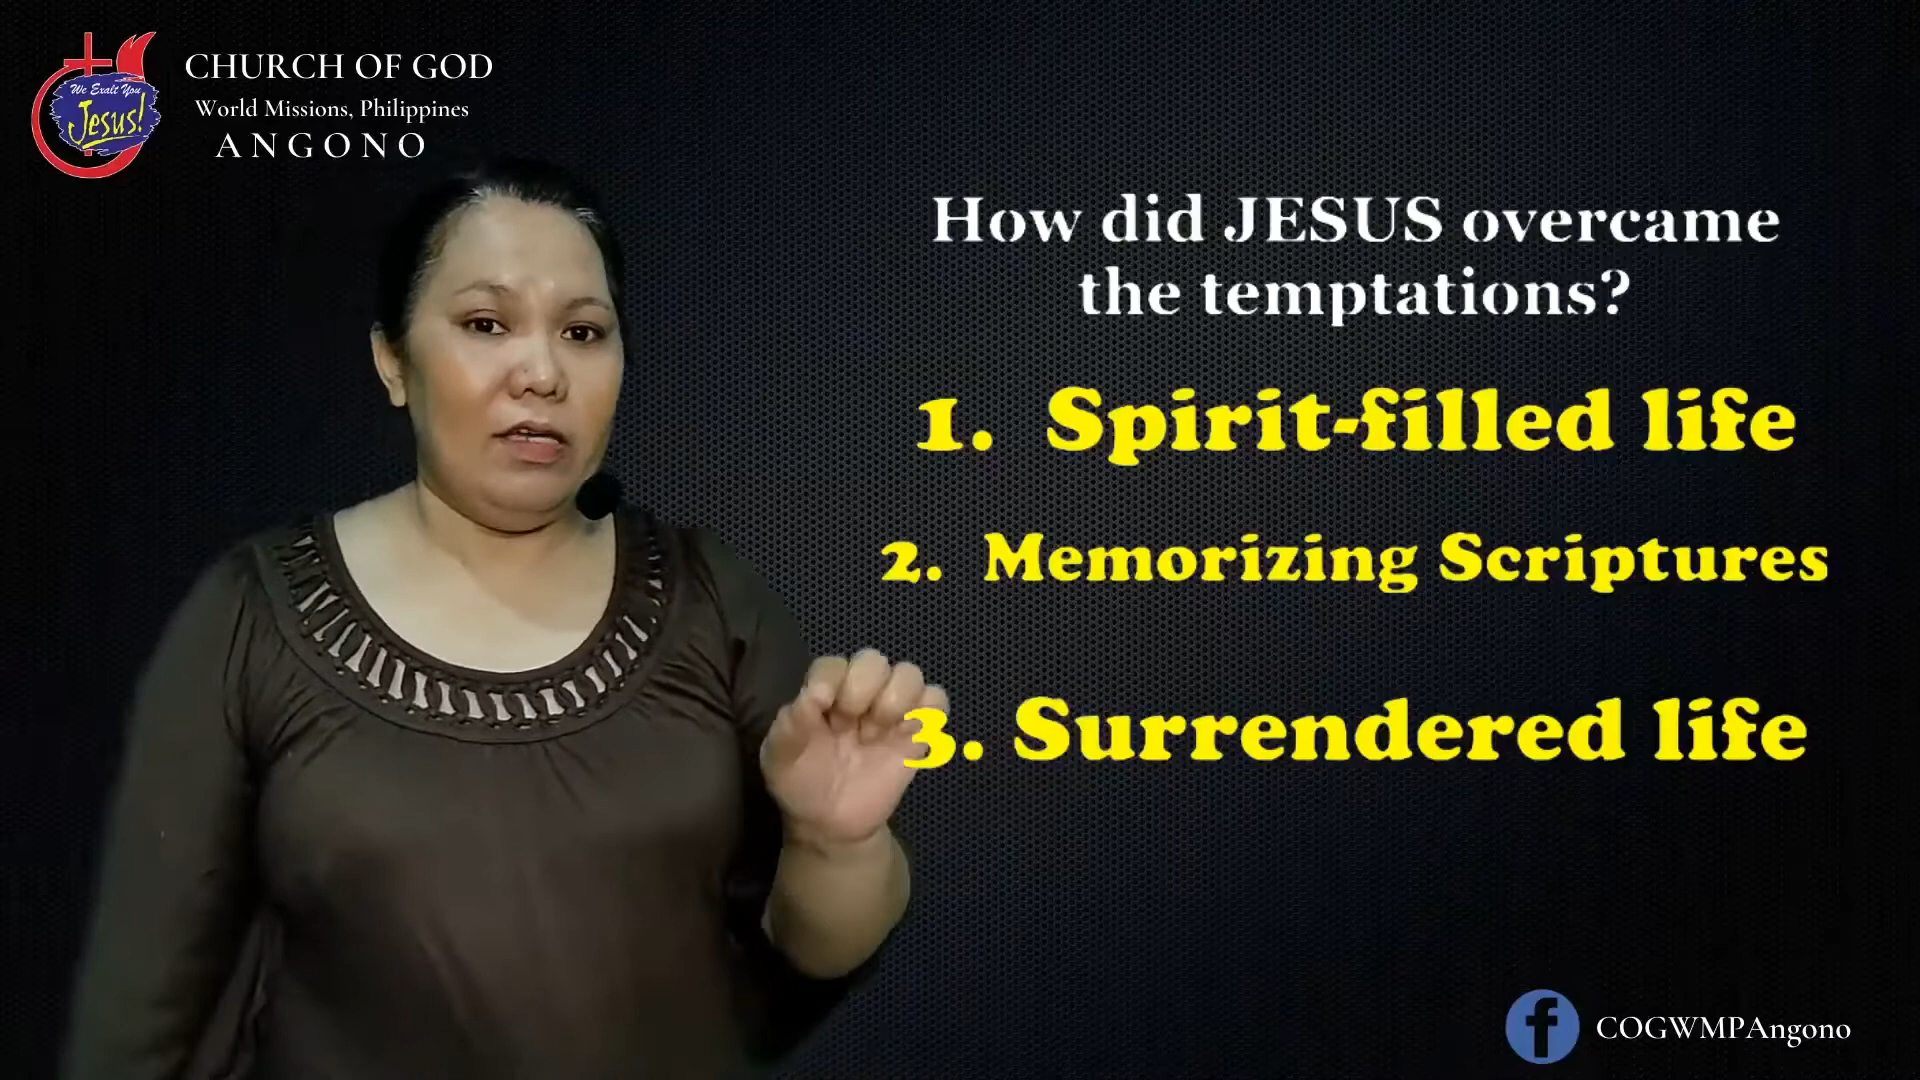 We Exalt You
Jesus!
CHURCH OF GOD
World Missions, Philippines
ANGONO
How did JESUS overcame
the temptations?
1. Spirit-filled life
2. Memorizing Scriptures
3. Surrendered life
f COGWMPAngono